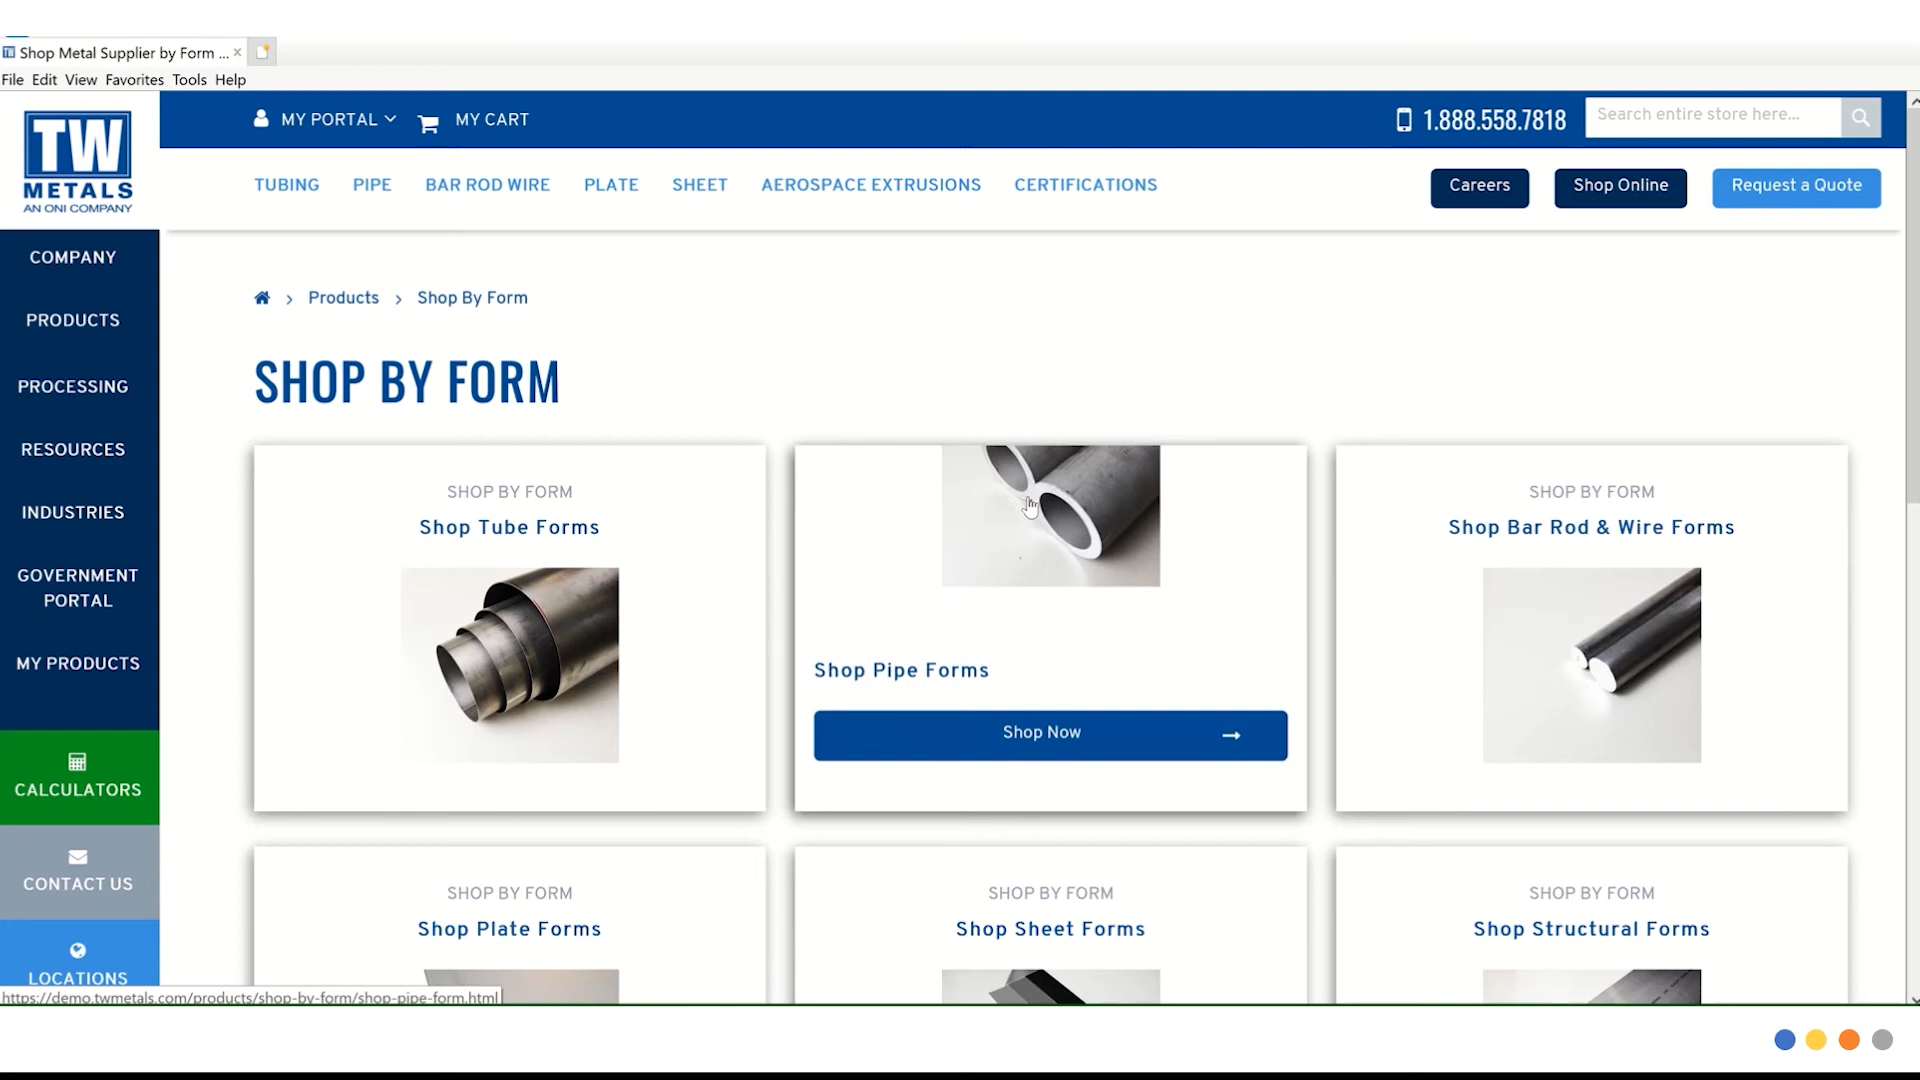 Shop Metal Supplier by Form ...
File Edit View Favorites Tools Help
TW
METALS
AN ONI COMPANY
MY PORTAL
MY CART
1.888.558.7818
Search entire store here...
TUBING
PIPE
BAR ROD WIRE
PLATE
SHEET
AEROSPACE EXTRUSIONS
CERTIFICATIONS
Careers
Shop Online
Request a Quote
COMPANY
PRODUCTS
PROCESSING
RESOURCES
INDUSTRIES
GOVERNMENT
PORTAL
MY PRODUCTS
CALCULATORS
CONTACT US
LOCATIONS
Products > Shop By Form
SHOP BY FORM
SHOP BY FORM
Shop Tube Forms
Shop Pipe Forms
Shop Now
SHOP BY FORM
Shop Bar Rod & Wire Forms
SHOP BY FORM
Shop Plate Forms
SHOP BY FORM
Shop Sheet Forms
SHOP BY FORM
Shop Structural Forms
https://demo.twmetals.com/products/shop-by-form/shop-pipe-form.html